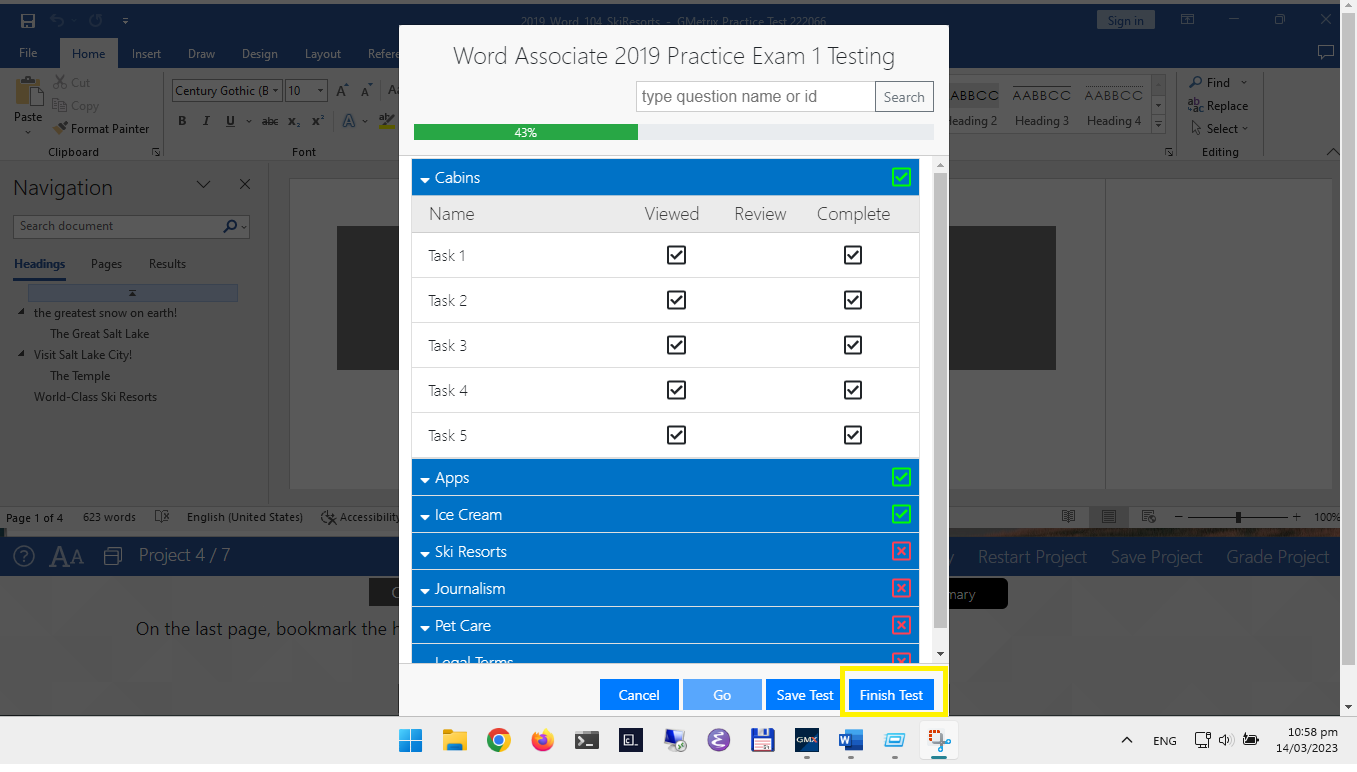 2019_Word_104_SkiResorts - GMetrix Practice Test 222066
Sign in
File Home Insert Draw Design Layout Refere
Word Associate 2019 Practice Exam 1 Testing
type question name or id Search
43%
Cut
Copy
Paste
Format Painter
Clipboard
Century Gothic (B 10
B I U abc x₂ x² A ab
Font
AABBCC AABBCC AABBCC
Heading 2 Heading 3 Heading 4
Find
Replace
Select
Editing
Navigation
Search document
Headings Pages Results
the greatest snow on earth!
The Great Salt Lake
Visit Salt Lake City!
The Temple
World-Class Ski Resorts
Cabins
Name Viewed Review Complete
Task 1
Task 2
Task 3
Task 4
Task 5
Apps
Ice Cream
Ski Resorts
Journalism
Pet Care
Legal Terms
Cancel Go Save Test Finish Test
Page 1 of 4 623 words English (United States) Accessibility
100%
Project 4 / 7
Restart Project Save Project Grade Project
mary
On the last page, bookmark the h
GMX
ENG
10:58 pm
14/03/2023